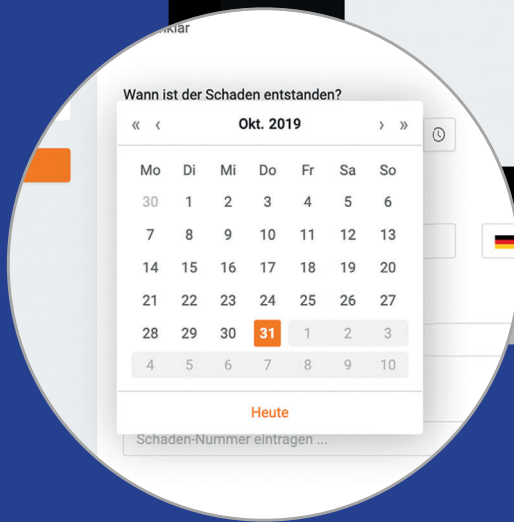 Wann ist der Schaden entstanden?
« ‹ Okt. 2019 › »
Mo Di Mi Do Fr Sa So
30 1 2 3 4 5 6
7 8 9 10 11 12 13
14 15 16 17 18 19 20
21 22 23 24 25 26 27
28 29 30 31 1 2 3
4 5 6 7 8 9 10
Heute
Schaden-Nummer eintragen ...